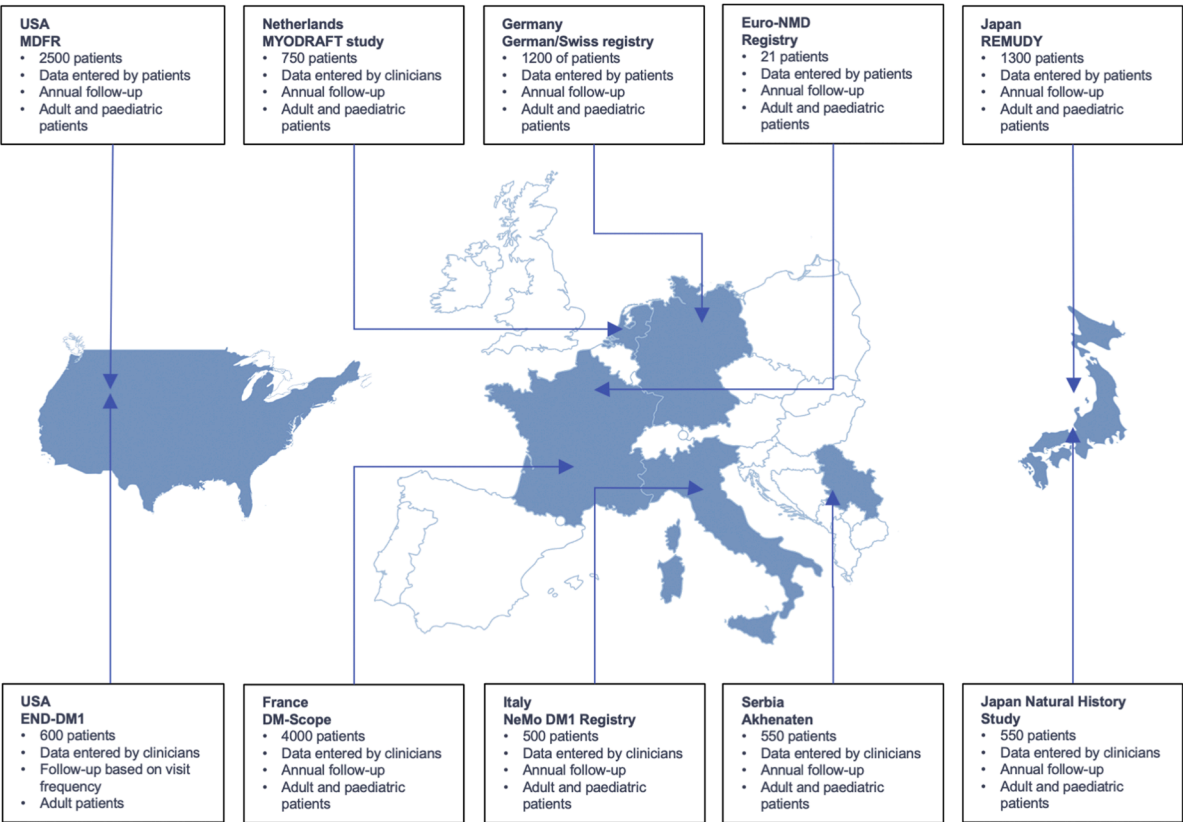 USA
MDFR
• 2500 patients
• Data entered by patients
• Annual follow-up
• Adult and paediatric
patients
Netherlands
MYODRAFT study
• 750 patients
• Data entered by clinicians
• Annual follow-up
• Adult and paediatric
patients
Germany
German/Swiss registry
• 1200 of patients
• Data entered by patients
• Annual follow-up
• Adult and paediatric
patients
Euro-NMD
Registry
• 21 patients
• Data entered by patients
• Annual follow-up
• Adult and paediatric
patients
Japan
REMUDY
• 1300 patients
• Data entered by patients
• Annual follow-up
• Adult and paediatric
patients
USA
END-DM1
• 600 patients
• Data entered by clinicians
• Follow-up based on visit
frequency
• Adult patients
France
DM-Scope
• 4000 patients
• Data entered by clinicians
• Annual follow-up
• Adult and paediatric
patients
Italy
NeMo DM1 Registry
• 500 patients
• Data entered by clinicians
• Annual follow-up
• Adult and paediatric
patients
Serbia
Akhenaten
• 550 patients
• Data entered by clinicians
• Annual follow-up
• Adult and paediatric
patients
Japan Natural History
Study
• 550 patients
• Data entered by clinicians
• Annual follow-up
• Adult and paediatric
patients